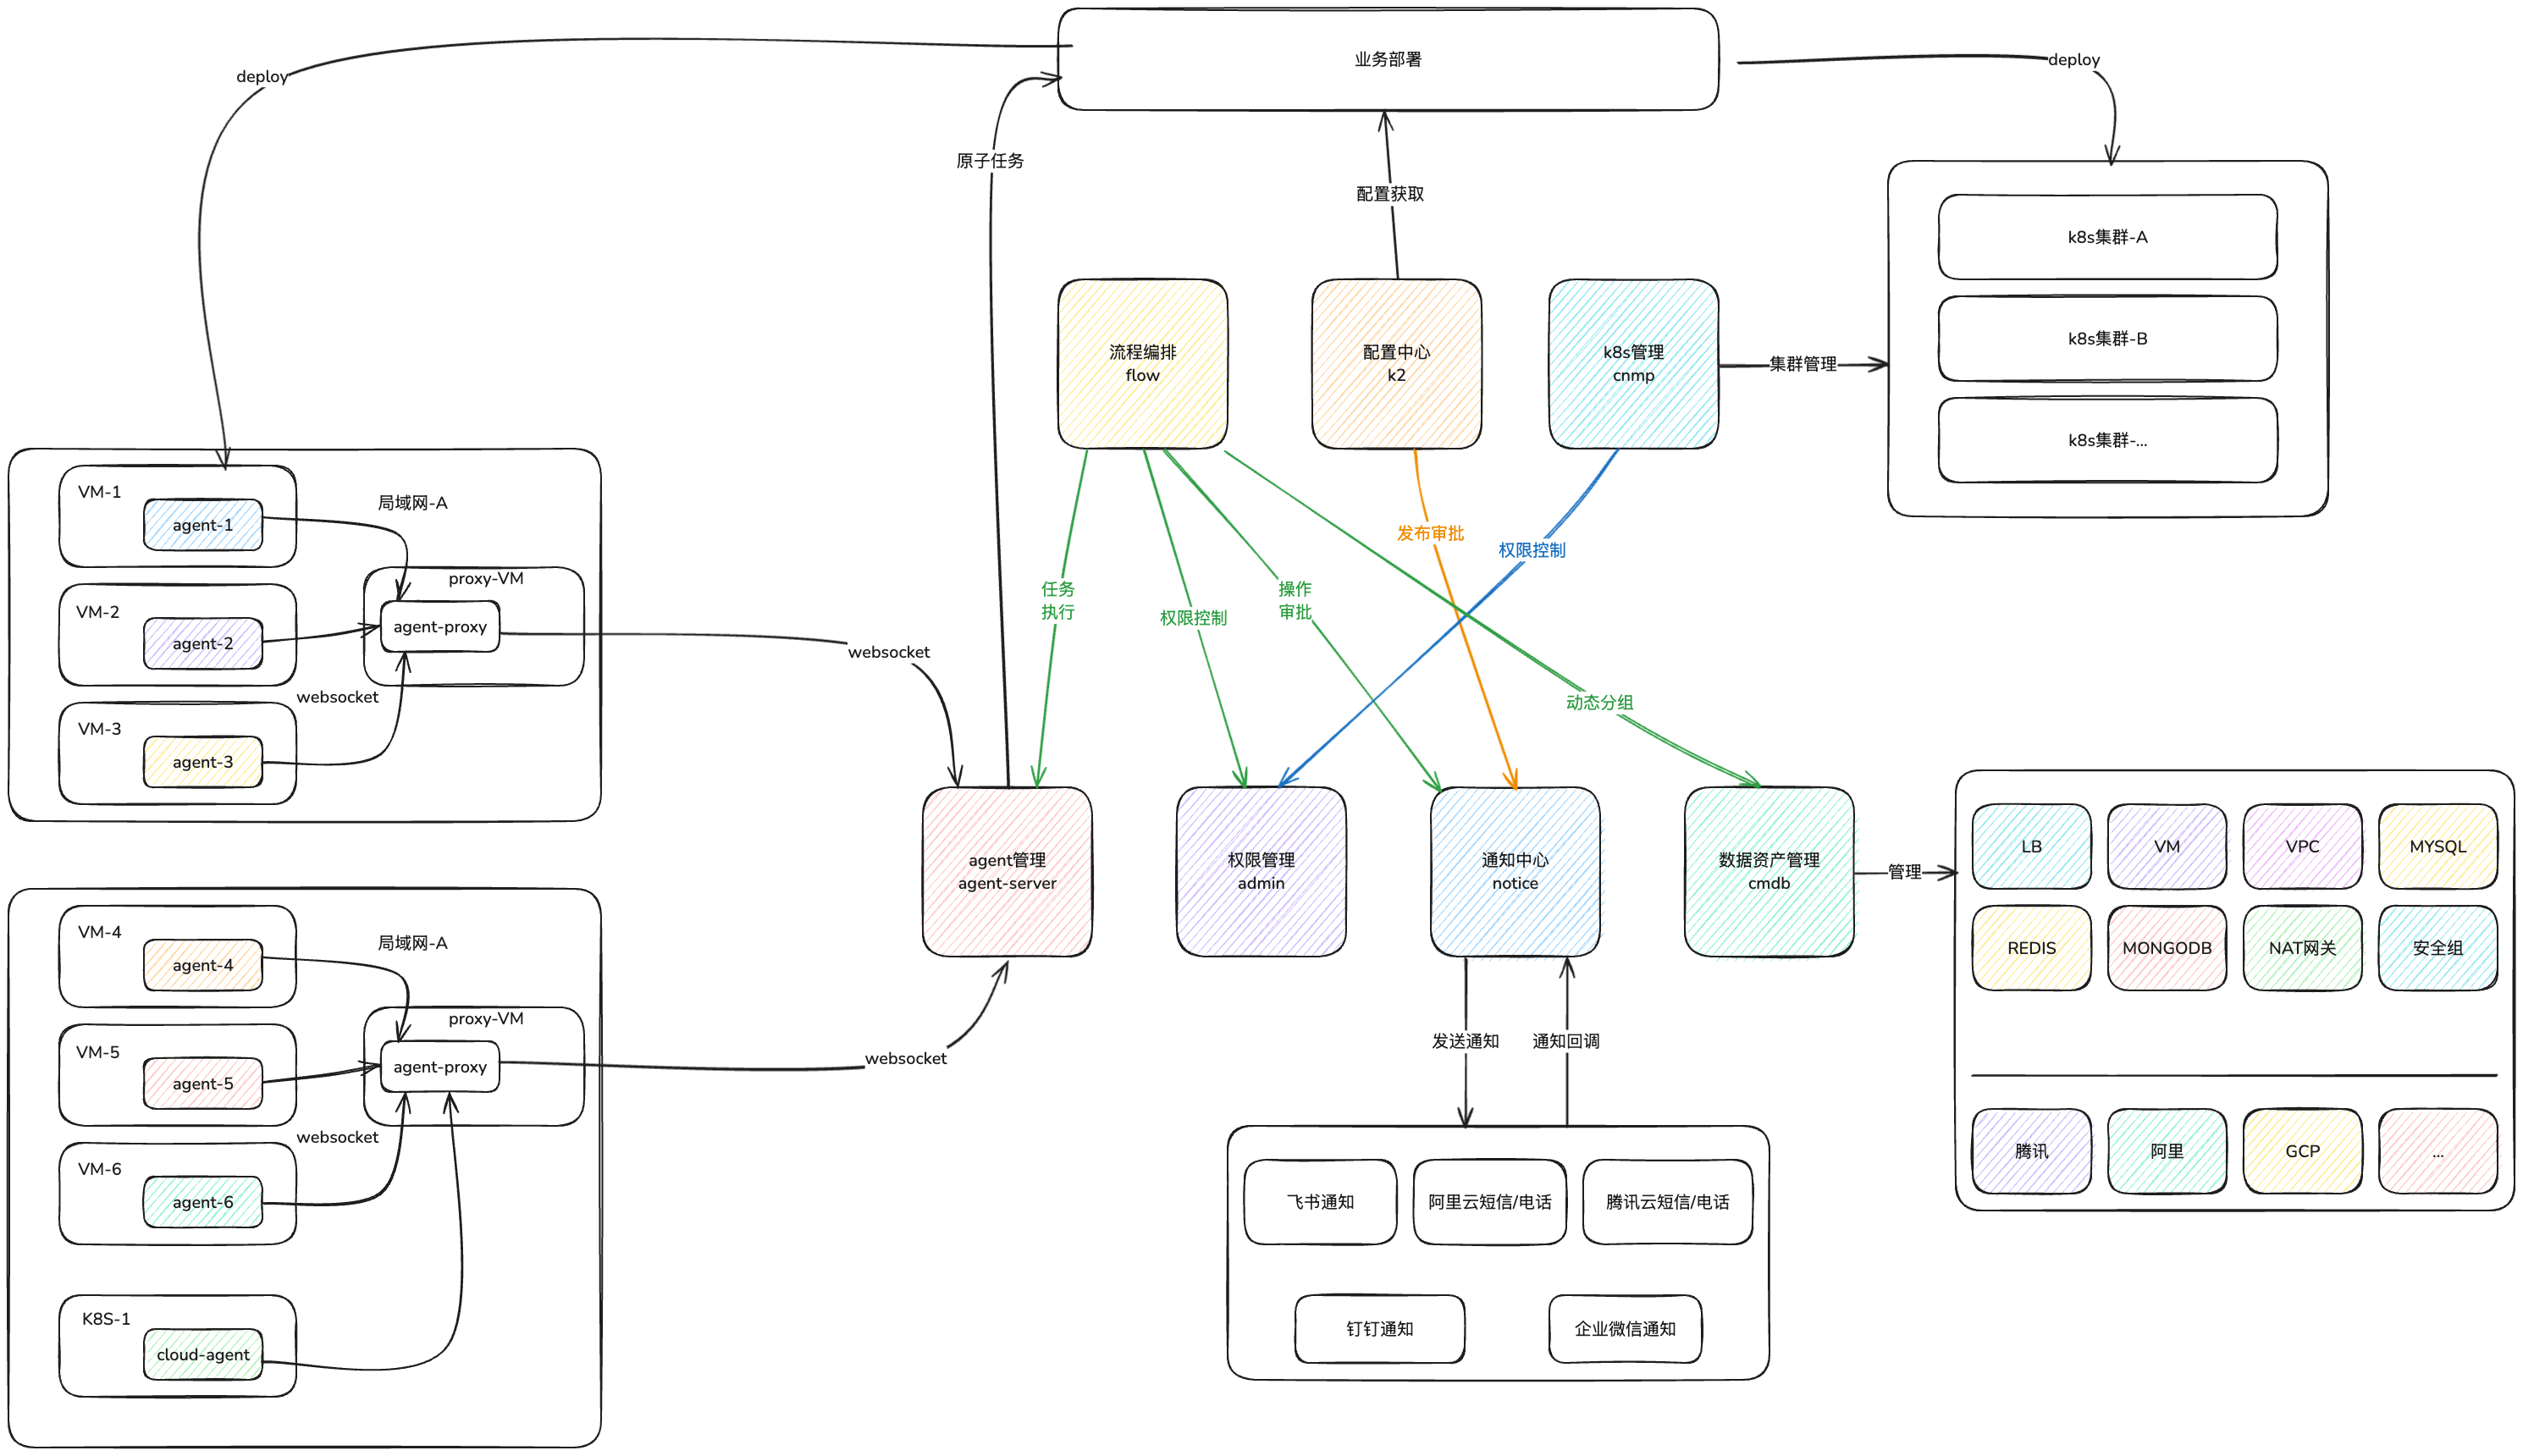 业务部署
deploy
deploy
原子任务
配置获取
k8s集群-A
k8s集群-B
k8s集群-...
流程编排
flow
配置中心
k2
k8s管理
cnmp
集群管理
VM-1
agent-1
局域网-A
VM-2
agent-2
proxy-VM
agent-proxy
websocket
VM-3
agent-3
websocket
任务
执行
权限控制
操作
审批
发布审批
权限控制
动态分组
agent管理
agent-server
权限管理
admin
通知中心
notice
数据资产管理
cmdb
管理
LB
VM
VPC
MYSQL
REDIS
MONGODB
NAT网关
安全组
腾讯
阿里
GCP
...
VM-4
agent-4
局域网-A
VM-5
agent-5
proxy-VM
agent-proxy
websocket
VM-6
agent-6
K8S-1
cloud-agent
websocket
发送通知
通知回调
飞书通知
阿里云短信/电话
腾讯云短信/电话
钉钉通知
企业微信通知